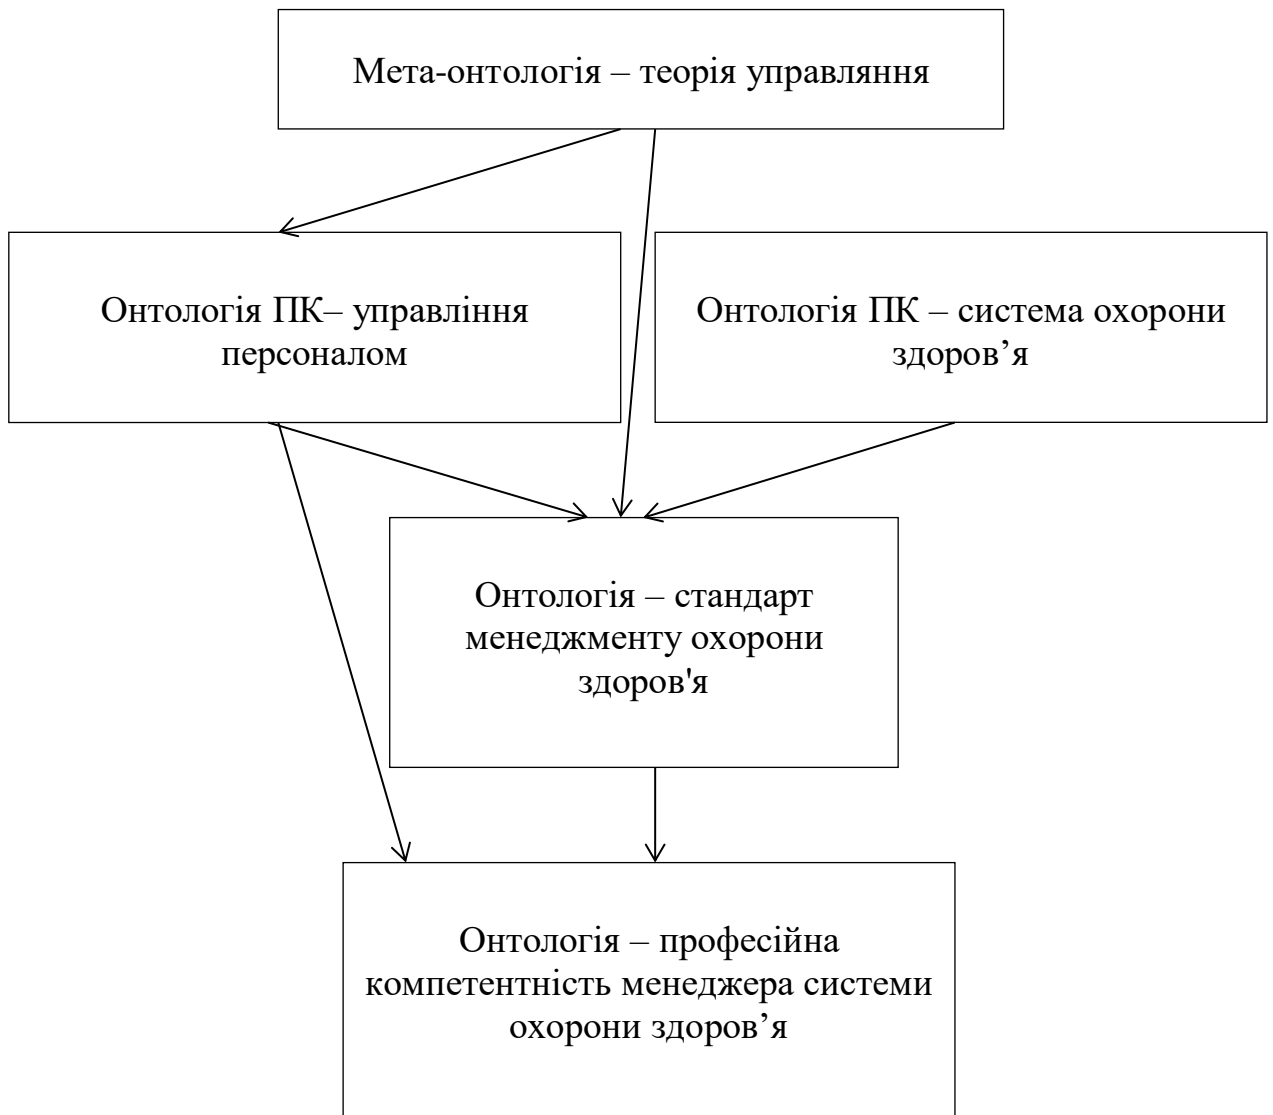 Мета-онтологія – теорія управляння
Онтологія ПК– управління
персоналом
Онтологія ПК – система охорони
здоров’я
Онтологія – стандарт
менеджменту охорони
здоров'я
Онтологія – професійна
компетентність менеджера системи
охорони здоров’я